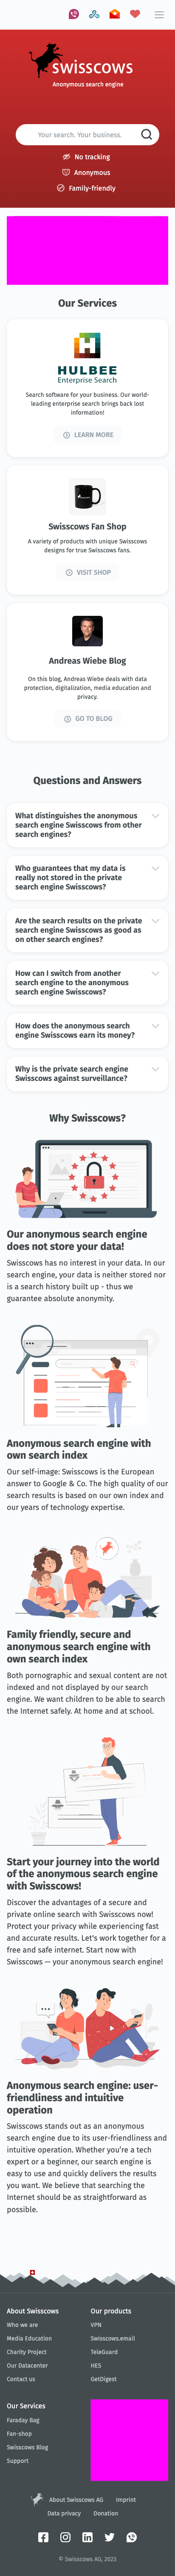 swisscows
Anonymous search engine
Your search. Your business.
No tracking
Anonymous
Family-friendly
Our Services
HULBEE
Enterprise Search
Search software for your business. Our world-
leading enterprise search brings back lost
information!
LEARN MORE
Swisscows Fan Shop
A variety of products with unique Swisscows
designs for true Swisscows fans.
VISIT SHOP
Andreas Wiebe Blog
On this blog, Andreas Wiebe deals with data
protection, digitalization, media education and
privacy.
GO TO BLOG
Questions and Answers
What distinguishes the anonymous
search engine Swisscows from other
search engines?
Who guarantees that my data is
really not stored in the private
search engine Swisscows?
Are the search results on the private
search engine Swisscows as good as
on other search engines?
How can I switch from another
search engine to the anonymous
search engine Swisscows?
How does the anonymous search
engine Swisscows earn its money?
Why is the private search engine
Swisscows against surveillance?
Why Swisscows?
Our anonymous search engine
does not store your data!
Swisscows has no interest in your data. In our
search engine, your data is neither stored nor
is a search history built up - thus we
guarantee absolute anonymity.
Anonymous search engine with
own search index
Our self-image: Swisscows is the European
answer to Google & Co. The high quality of our
search results is based on our own index and
our years of technology expertise.
Family friendly, secure and
anonymous search engine with
own search index
Both pornographic and sexual content are not
indexed and not displayed by our search
engine. We want children to be able to search
the Internet safely. At home and at school.
Start your journey into the world
of the anonymous search engine
with Swisscows!
Discover the advantages of a secure and
private online search with Swisscows now!
Protect your privacy while experiencing fast
and accurate results. Let's work together for a
free and safe internet. Start now with
Swisscows — your anonymous search engine!
Anonymous search engine: user-
friendliness and intuitive
operation
Swisscows stands out as an anonymous
search engine due to its user-friendliness and
intuitive operation. Whether you're a tech
expert or a beginner, our search engine is
easy to use and quickly delivers the results
you want. We believe that searching the
Internet should be as straightforward as
possible.
About Swisscows
Who we are
Media Education
Charity Project
Our Datacenter
Contact us
Our products
VPN
Swisscows.email
TeleGuard
HES
GetDigest
Our Services
Faraday Bag
Fan-shop
Swisscows Blog
Support
About Swisscows AG
Imprint
Data privacy
Donation
© Swisscows AG, 2023